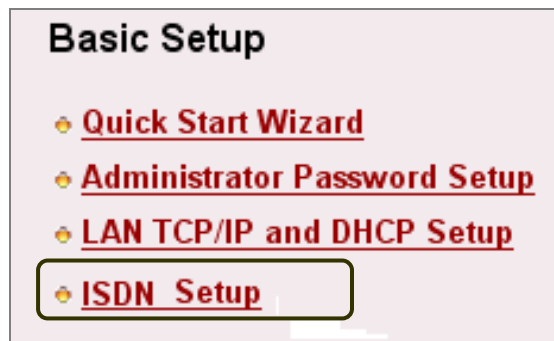 Basic Setup
Quick Start Wizard
Administrator Password Setup
LAN TCP/IP and DHCP Setup
ISDN Setup